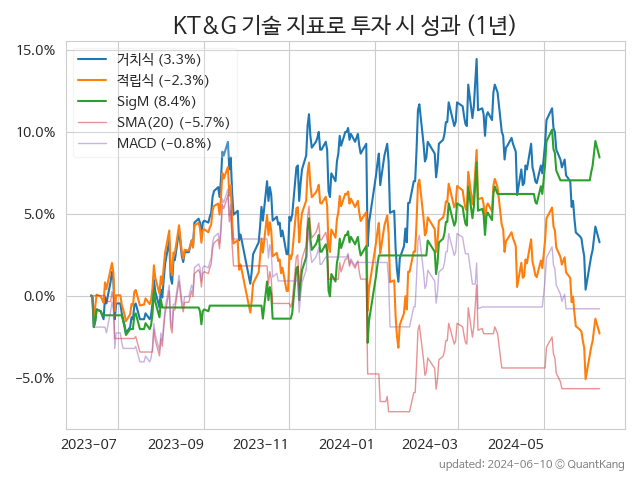 KT&G 기술 지표로 투자 시 성과 (1년)
거치식 (3.3%)
적립식 (−2.3%)
SigM (8.4%)
SMA(20) (−5.7%)
MACD (−0.8%)
15.0%
10.0%
5.0%
0.0%
−5.0%
2023-07 2023-09 2023-11 2024-01 2024-03 2024-05
updated: 2024-06-10 © QuantKang